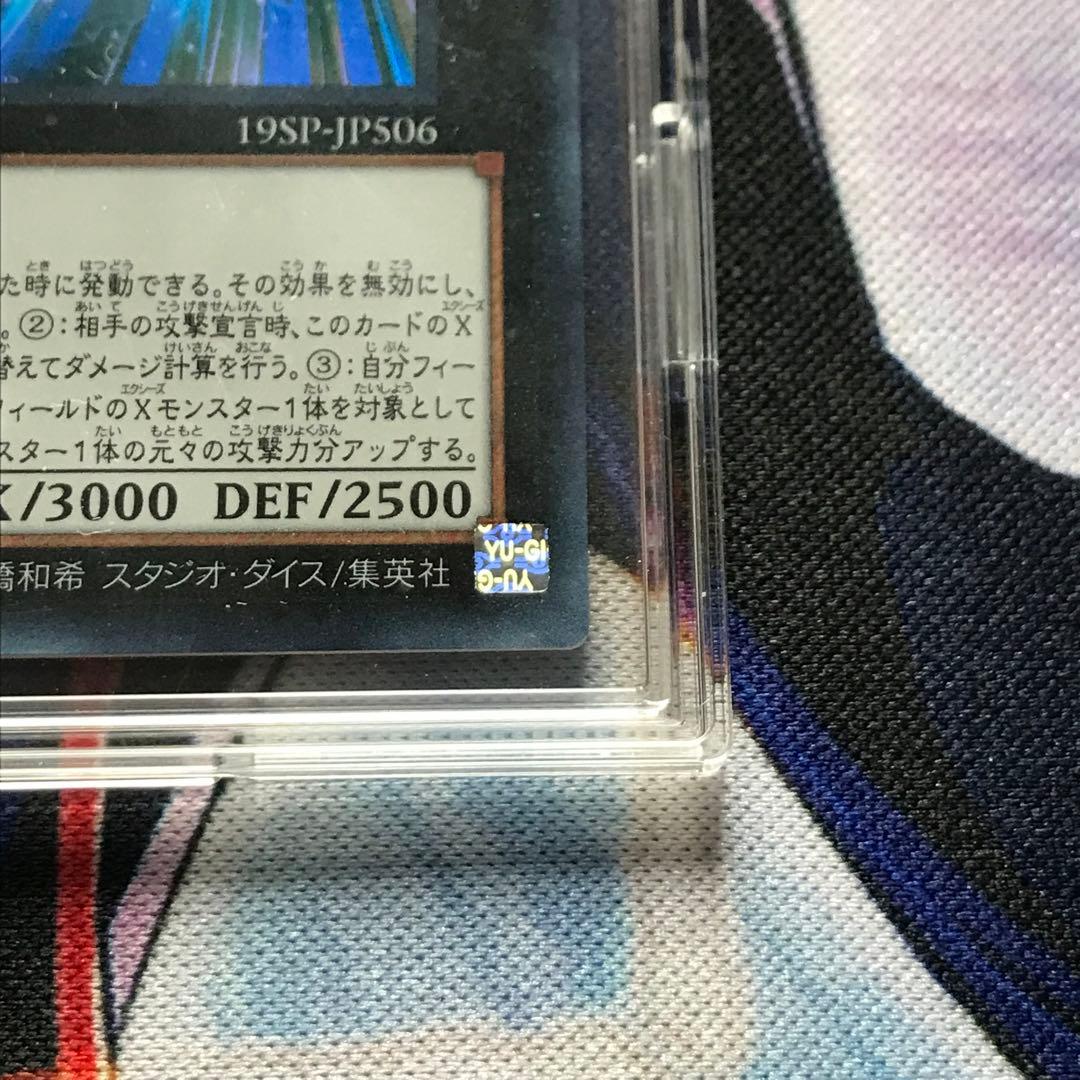 19SP-JP506
た時に発動できる。その効果を無効にし、
。②：相手の攻撃宣言時、このカードのX
替えてダメージ計算を行う。③：自分フィー
ィールドのXモンスター1体を対象として
スター1体の元々の攻撃力分アップする。
/3000 DEF/2500
橋和希 スタジオ・ダイス/集英社
YU-GI
YU-G